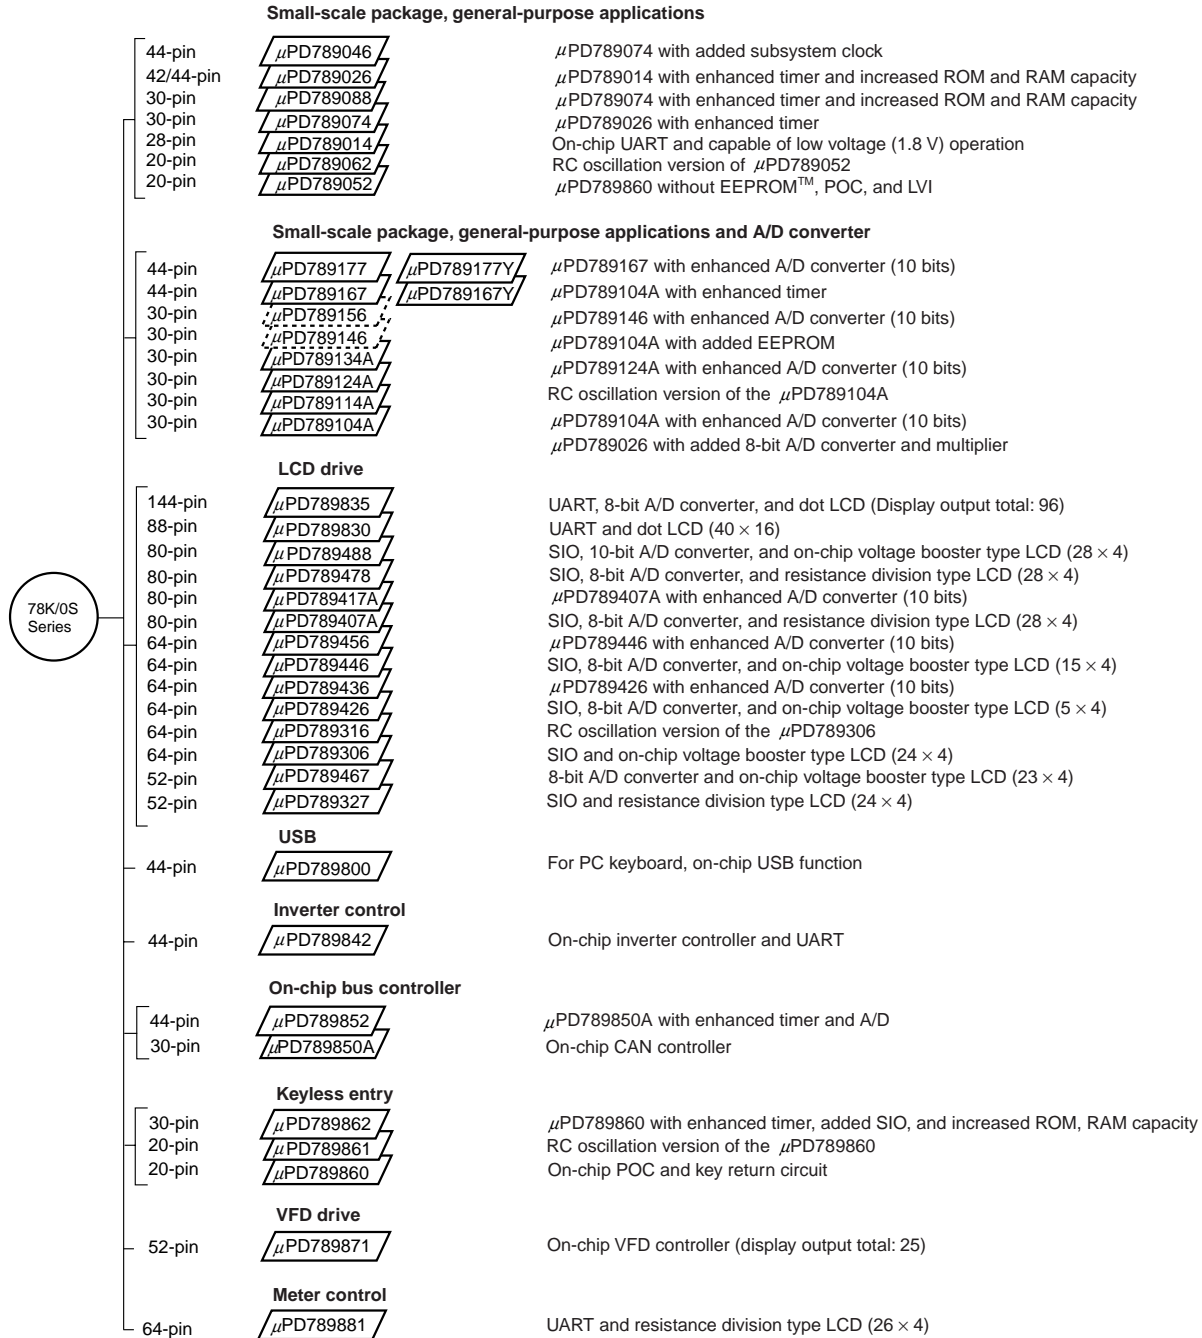 Small-scale package, general-purpose applications
44-pin μPD789046 μPD789074 with added subsystem clock
42/44-pin μPD789026 μPD789014 with enhanced timer and increased ROM and RAM capacity
30-pin μPD789088 μPD789074 with enhanced timer and increased ROM and RAM capacity
30-pin μPD789074 μPD789026 with enhanced timer
28-pin μPD789014 On-chip UART and capable of low voltage (1.8 V) operation
20-pin μPD789062 RC oscillation version of μPD789052
20-pin μPD789052 μPD789860 without EEPROM™, POC, and LVI
Small-scale package, general-purpose applications and A/D converter
44-pin μPD789177 μPD789177Y μPD789167 with enhanced A/D converter (10 bits)
44-pin μPD789167 μPD789167Y μPD789104A with enhanced timer
30-pin μPD789156 μPD789146 with enhanced A/D converter (10 bits)
30-pin μPD789146 μPD789104A with added EEPROM
30-pin μPD789134A μPD789124A with enhanced A/D converter (10 bits)
30-pin μPD789124A RC oscillation version of the μPD789104A
30-pin μPD789114A μPD789104A with enhanced A/D converter (10 bits)
30-pin μPD789104A μPD789026 with added 8-bit A/D converter and multiplier
LCD drive
144-pin μPD789835 UART, 8-bit A/D converter, and dot LCD (Display output total: 96)
88-pin μPD789830 UART and dot LCD (40 × 16)
80-pin μPD789488 SIO, 10-bit A/D converter, and on-chip voltage booster type LCD (28 × 4)
80-pin μPD789478 SIO, 8-bit A/D converter, and resistance division type LCD (28 × 4)
80-pin μPD789417A μPD789407A with enhanced A/D converter (10 bits)
80-pin μPD789407A SIO, 8-bit A/D converter, and resistance division type LCD (28 × 4)
78K/0S
Series
64-pin μPD789456 μPD789446 with enhanced A/D converter (10 bits)
64-pin μPD789446 SIO, 8-bit A/D converter, and on-chip voltage booster type LCD (15 × 4)
64-pin μPD789436 μPD789426 with enhanced A/D converter (10 bits)
64-pin μPD789426 SIO, 8-bit A/D converter, and on-chip voltage booster type LCD (5 × 4)
64-pin μPD789316 RC oscillation version of the μPD789306
64-pin μPD789306 SIO and on-chip voltage booster type LCD (24 × 4)
52-pin μPD789467 8-bit A/D converter and on-chip voltage booster type LCD (23 × 4)
52-pin μPD789327 SIO and resistance division type LCD (24 × 4)
USB
44-pin μPD789800 For PC keyboard, on-chip USB function
Inverter control
44-pin μPD789842 On-chip inverter controller and UART
On-chip bus controller
44-pin μPD789852 μPD789850A with enhanced timer and A/D
30-pin μPD789850A On-chip CAN controller
Keyless entry
30-pin μPD789862 μPD789860 with enhanced timer, added SIO, and increased ROM, RAM capacity
20-pin μPD789861 RC oscillation version of the μPD789860
20-pin μPD789860 On-chip POC and key return circuit
VFD drive
52-pin μPD789871 On-chip VFD controller (display output total: 25)
Meter control
64-pin μPD789881 UART and resistance division type LCD (26 × 4)